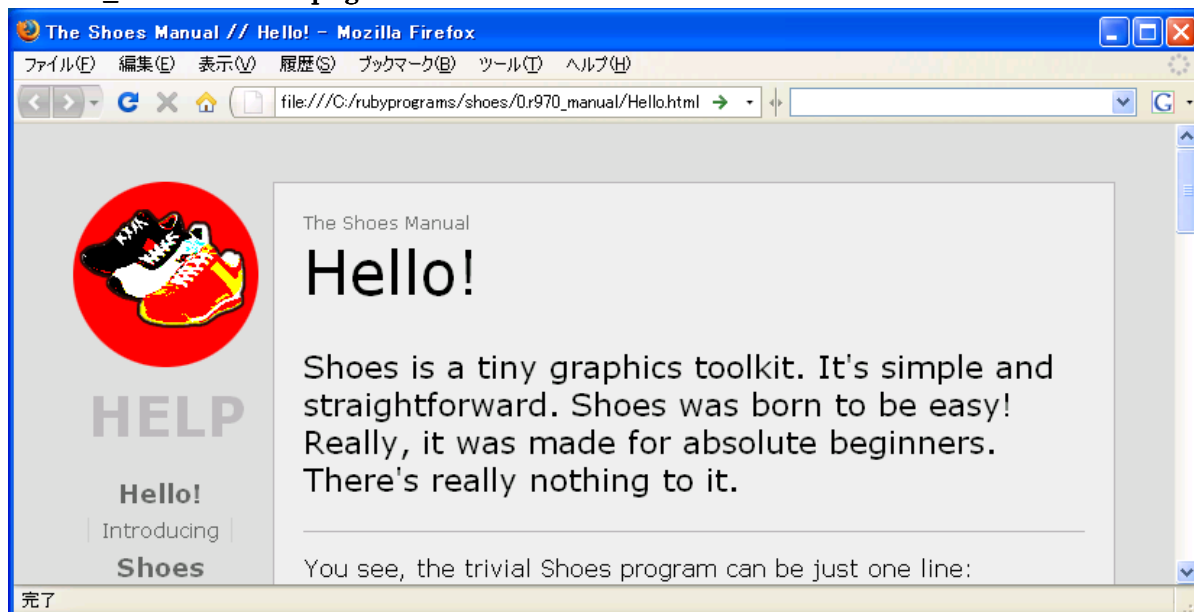 The Shoes Manual // Hello! - Mozilla Firefox
ファイル(F) 編集(E) 表示(V) 履歴(S) ブックマーク(B) ツール(T) ヘルプ(H)
file:///C:/rubyprograms/shoes/0.r970_manual/Hello.html
G
The Shoes Manual
Hello!
Shoes is a tiny graphics toolkit. It's simple and
straightforward. Shoes was born to be easy!
Really, it was made for absolute beginners.
There's really nothing to it.
You see, the trivial Shoes program can be just one line:
HELP
Hello!
Introducing
Shoes
完了